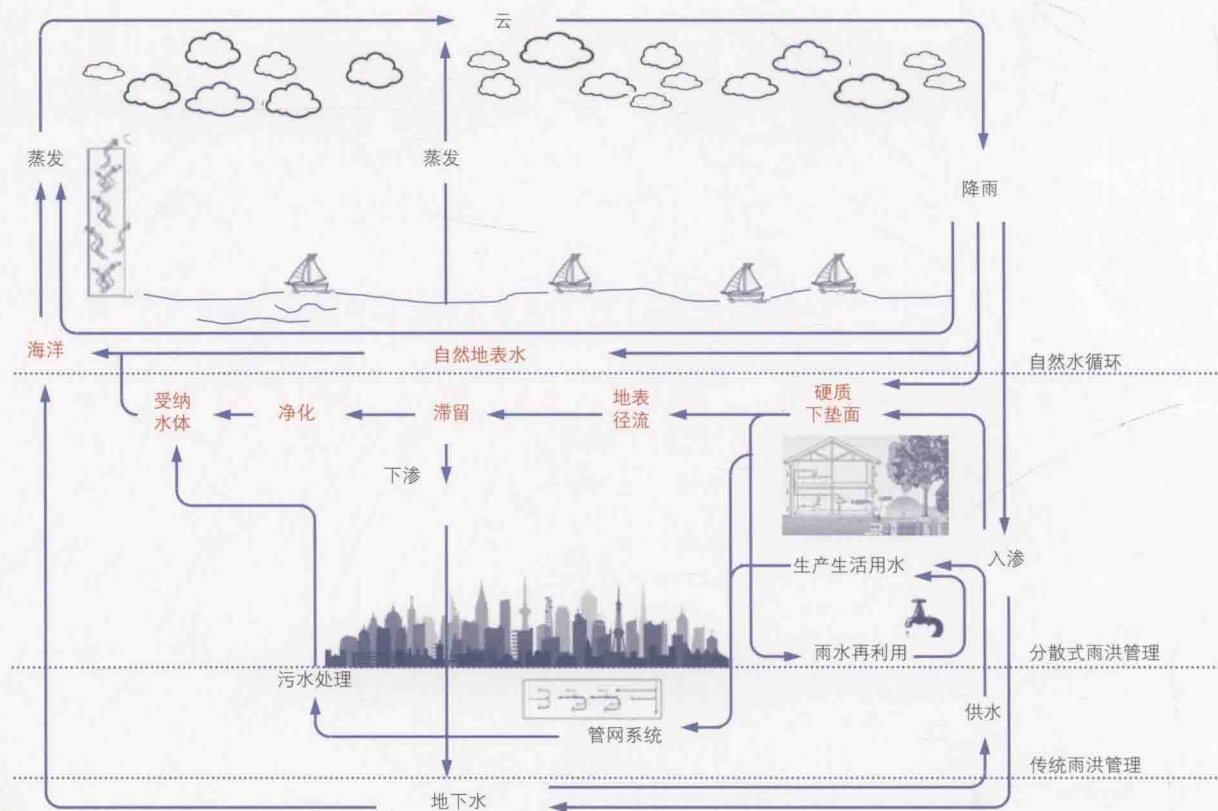 云
蒸发
蒸发
降雨
海洋
自然地表水
自然水循环
受纳
水体
净化
滞留
地表
径流
硬质
下垫面
下渗
生产生活用水
入渗
雨水再利用
分散式雨洪管理
污水处理
供水
管网系统
传统雨洪管理
地下水